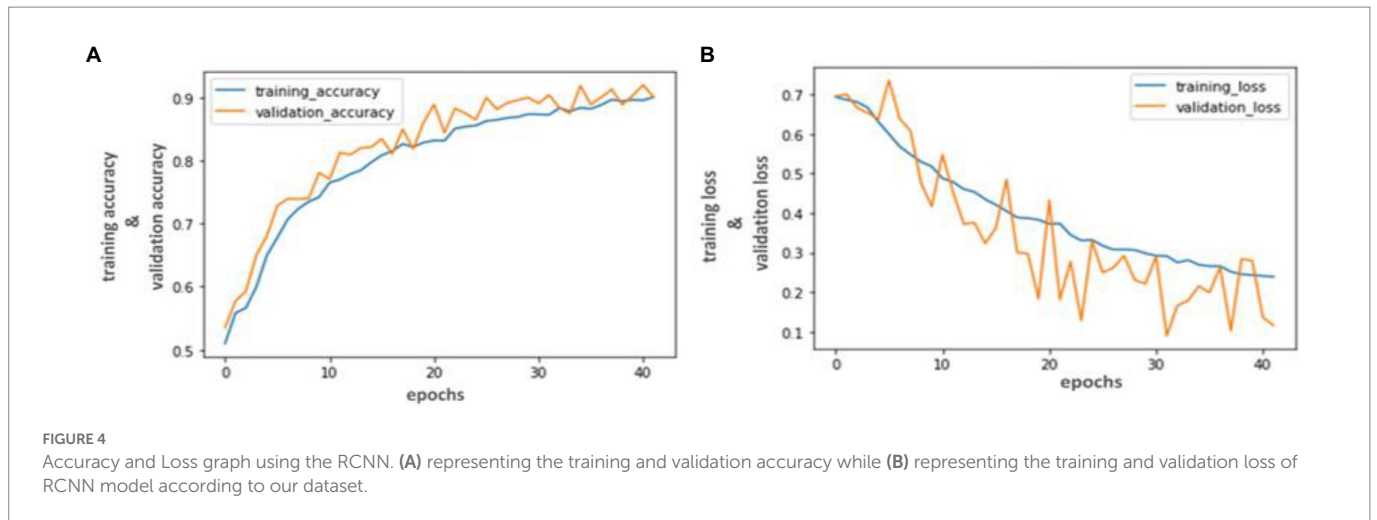 A
training_accuracy
validation_accuracy
0.9
0.8
0.7
0.6
0.5
training accuracy
&
validation accuracy
0
10
20
30
40
epochs
B
training_loss
validation_loss
0.7
0.6
0.5
0.4
0.3
0.2
0.1
training loss
&
validatiton loss
0
10
20
30
40
epochs
FIGURE 4
Accuracy and Loss graph using the RCNN. (A) representing the training and validation accuracy while (B) representing the training and validation loss of
RCNN model according to our dataset.